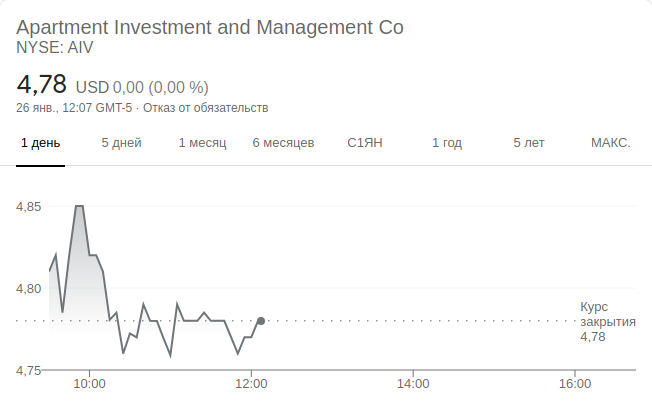 Apartment Investment and Management Co
NYSE: AIV
4,78 USD 0,00 (0,00 %)
26 янв., 12:07 GMT-5 · Отказ от обязательств
1 день 5 дней 1 месяц 6 месяцев С1ЯН 1 год 5 лет МАКС.
4,85
4,80
Курс
закрытия
4,78
4,75
10:00 12:00 14:00 16:00